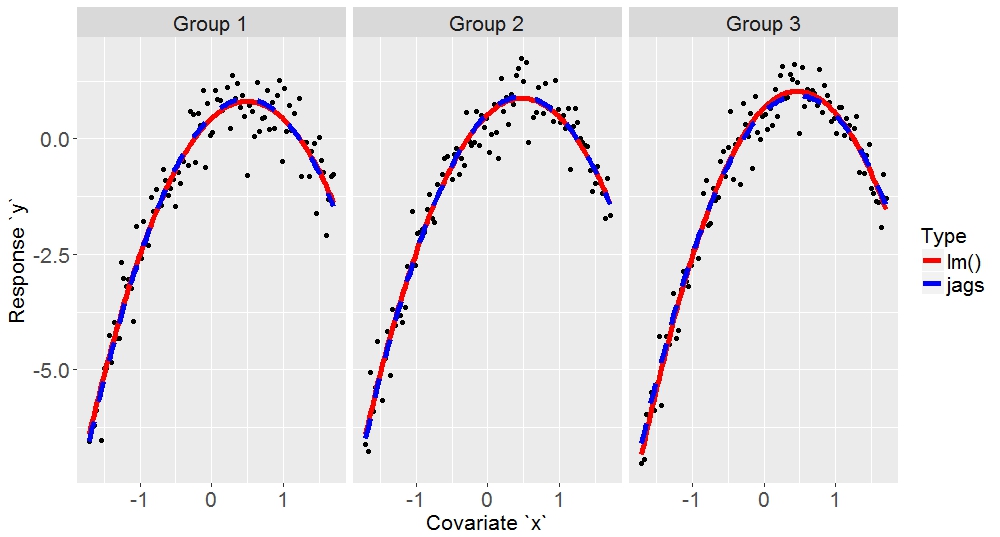 Group 1
Group 2
Group 3
0.0
-2.5
-5.0
Response `y`
-1
0
1
-1
0
1
-1
0
1
Covariate `x`
Type
lm()
jags